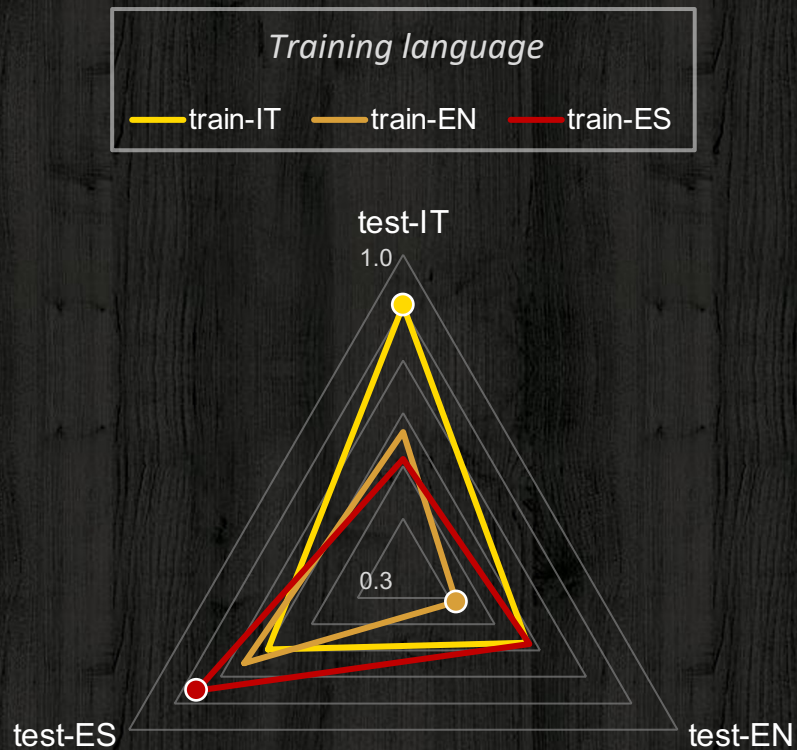 Training language
train-IT train-EN train-ES
test-IT
1.0
0.3
test-ES test-EN